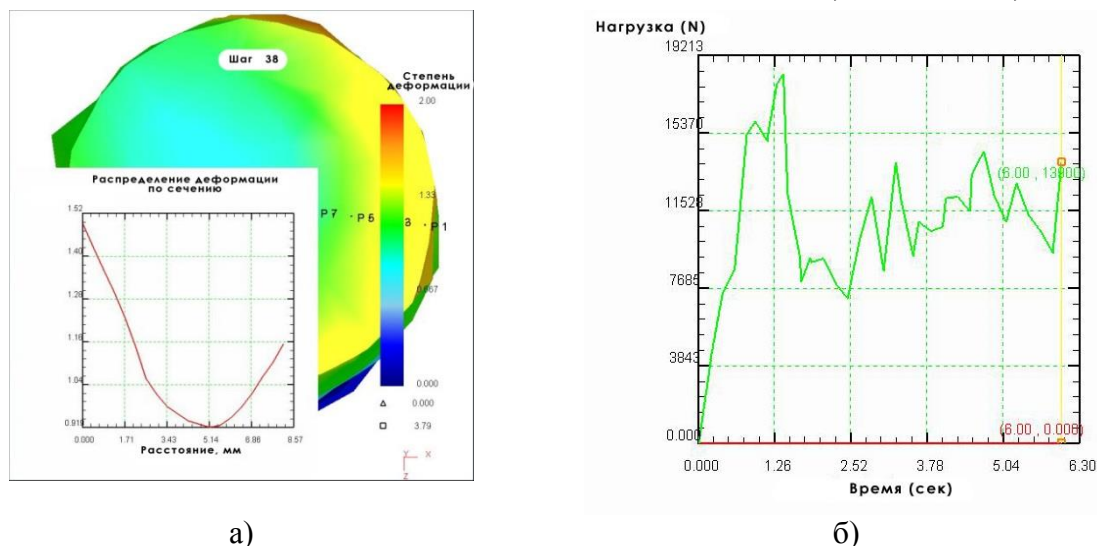 Шаг 38
Степень
деформации
2.00
1.33
0.667
0.000
0.000
3.79
Распределение деформации
по сечению
1.52
1.40
1.28
1.16
1.04
0.919
0.000 1.71 3.43 5.14 6.86 8.57
Расстояние, мм
P7 P6 3 P1
Y X
Z
а)
Нагрузка (N)
19213
15370
11528
7685
3843
0.000
(6.00 , 13900)
(6.00 , 0.000)
0.000 1.26 2.52 3.78 5.04 6.30
Время (сек)
б)